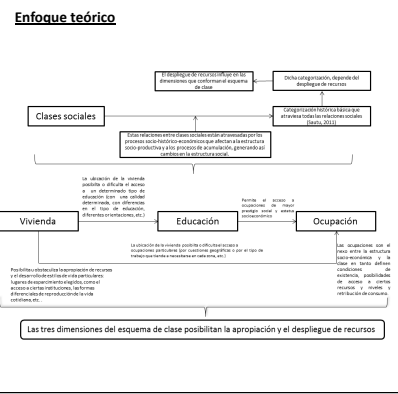 Enfoque teórico
El despliegue de recursos influye en las
dimensiones que conforman el esquema
de clase
Dicha categorización, depende del
despliegue de recursos
Clases sociales
Categorización histórica básica que
atraviesa todas las relaciones sociales
(Sautu, 2011)
Estas relaciones entre clases sociales están atravesadas por los
procesos socio-histórico-económicos que afectan a la estructura
socio-productiva y a los procesos de acumulación, generando así
cambios en la estructura social.
La ubicación de la vivienda
posibilita o dificulta el acceso
a un determinado tipo de
educación (con una calidad
determinada, con diferencias
en el tipo de educación,
diferentes orientaciones, etc.)
Permite el acceso a
ocupaciones de mayor
prestigio social y estatus
socioeconómico
Vivienda
Educación
Ocupación
La ubicación de la vivienda posibilita o dificulta el acceso a
ocupaciones particulares (por cuestiones geográficas o por el tipo de
trabajo que tiende a necesitarse en cada zona, etc.)
Las ocupaciones son el
nexo entre la estructura
socio-económica y la
clase en tanto definen
condiciones de
existencia, posibilidades
de acceso a ciertos
recursos y niveles y
retribución de consumo.
Posibilita u obstaculiza la apropiación de recursos
y el desarrollo de estilos de vida particulares:
lugares de esparcimiento elegidos, como el
acceso a ciertas instituciones, las formas
diferenciales de reproducción de la vida
cotidiana, etc.
Las tres dimensiones del esquema de clase posibilitan la apropiación y el despliegue de recursos